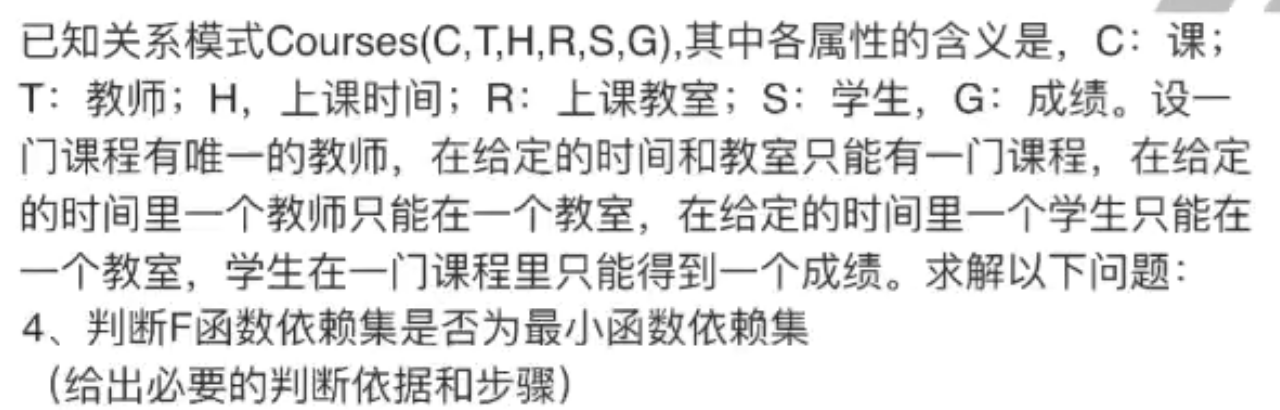 已知关系模式Courses(C,T,H,R,S,G),其中各属性的含义是，C：课；
T：教师；H，上课时间；R：上课教室；S：学生，G：成绩。设一
门课程有唯一的教师，在给定的时间和教室只能有一门课程，在给定
的时间里一个教师只能在一个教室，在给定的时间里一个学生只能在
一个教室，学生在一门课程里只能得到一个成绩。求解以下问题：
4、判断F函数依赖集是否为最小函数依赖集
（给出必要的判断依据和步骤）